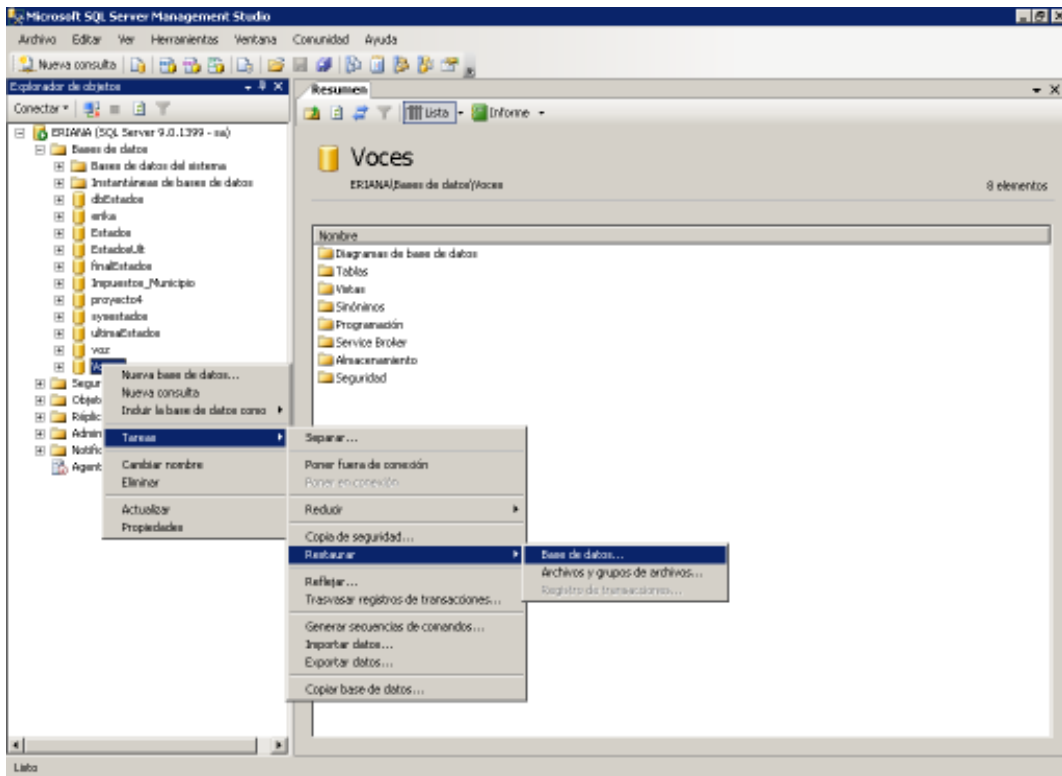 Microsoft SQL Server Management Studio
Archivo Editar Ver Herramientas Ventana Comunidad Ayuda
Nueva consulta
Explorador de objetos
Conectar
ERIANA (SQL Server 9.0.1399 - sa)
Bases de datos
Bases de datos del sistema
Instantáneas de bases de datos
dbEstados
erika
Estados
EstadosUlt
finalEstados
Impuestos_Municipio
proyecto4
sysestados
ultimaEstados
voz
Segur
Objeto
Replic
Admin
Notific
Agent
Nueva base de datos...
Nueva consulta
Incluir la base de datos como
Tareas
Cambiar nombre
Eliminar
Actualizar
Propiedades
Separar...
Poner fuera de conexión
Poner en conexión
Reducir
Copia de seguridad...
Restaurar
Reflejar...
Trasvasar registros de transacciones...
Generar secuencias de comandos...
Importar datos...
Exportar datos...
Copiar base de datos...
Base de datos...
Archivos y grupos de archivos...
Registro de transacciones...
Resumen
Lista Informe
Voces
ERIANA\Bases de datos\Voces
8 elementos
Nombre
Diagramas de base de datos
Tablas
Vistas
Sinónimos
Programación
Service Broker
Almacenamiento
Seguridad
Listo